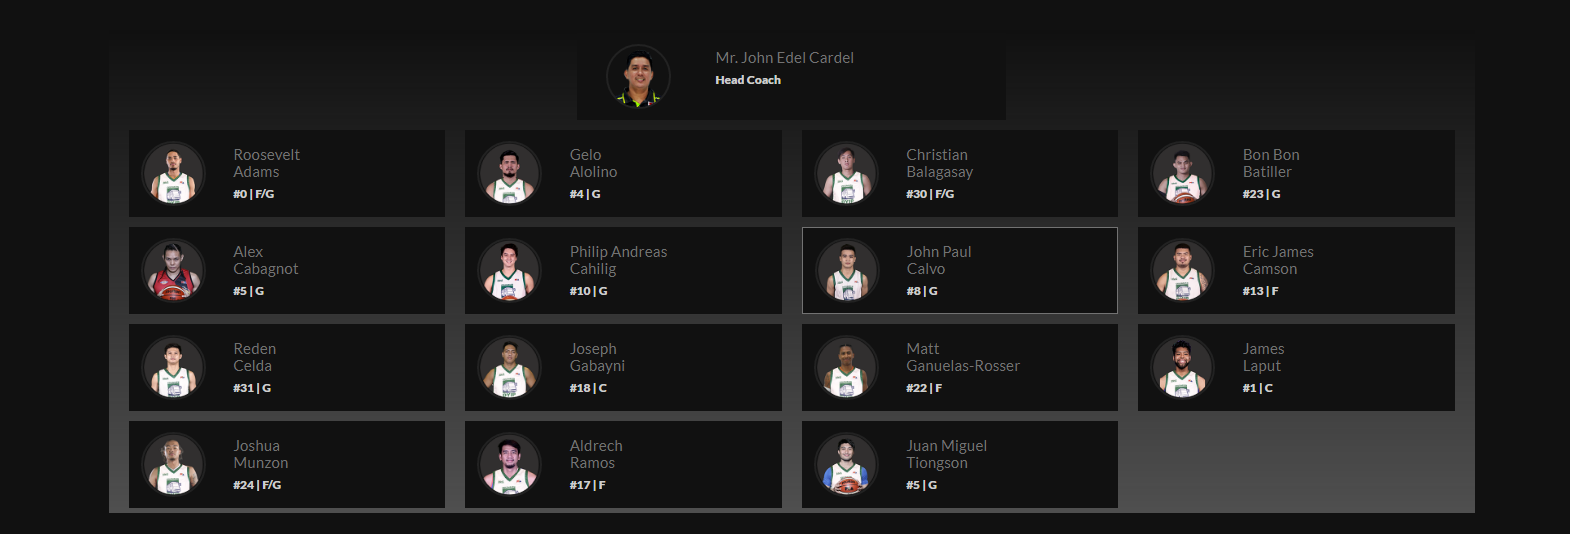 Mr. John Edel Cardel
Head Coach
Roosevelt
Adams
#0 | F/G
Gelo
Alolino
#4 | G
Christian
Balagasay
#30 | F/G
Bon Bon
Batiller
#23 | G
Alex
Cabagnot
#5 | G
Philip Andreas
Cahilig
#10 | G
John Paul
Calvo
#8 | G
Eric James
Camson
#13 | F
Reden
Celda
#31 | G
Joseph
Gabayni
#18 | C
Matt
Ganuelas-Rosser
#22 | F
James
Laput
#1 | C
Joshua
Munzon
#24 | F/G
Aldrech
Ramos
#17 | F
Juan Miguel
Tiongson
#5 | G